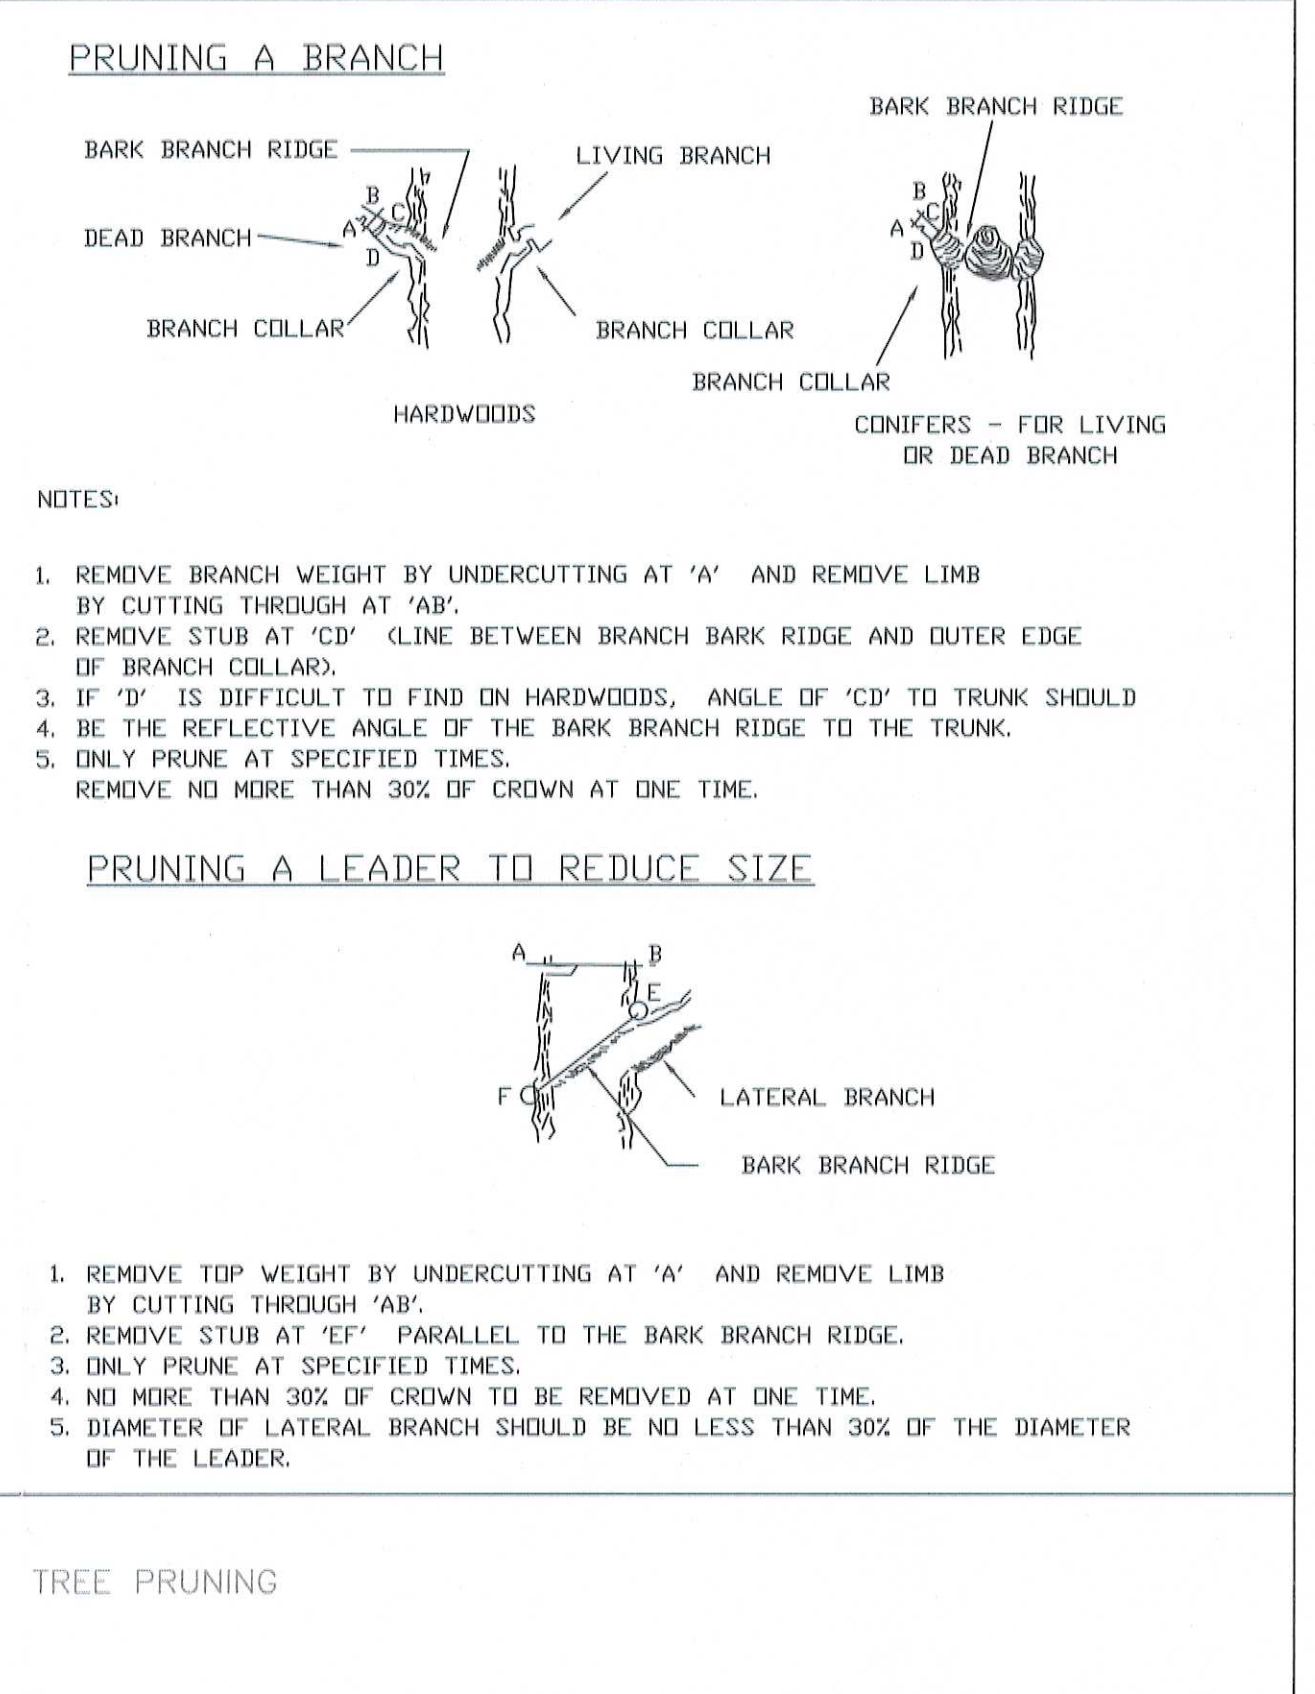 PRUNING A BRANCH
BARK BRANCH RIDGE
BARK BRANCH RIDGE
LIVING BRANCH
B
C
A
D
DEAD BRANCH
B
C
A
D
BRANCH COLLAR
BRANCH COLLAR
BRANCH COLLAR
HARDWOODS
CONIFERS - FOR LIVING
OR DEAD BRANCH
NOTES:
1. REMOVE BRANCH WEIGHT BY UNDERCUTTING AT 'A' AND REMOVE LIMB
BY CUTTING THROUGH AT 'AB'.
2. REMOVE STUB AT 'CD' (LINE BETWEEN BRANCH BARK RIDGE AND OUTER EDGE
OF BRANCH COLLAR).
3. IF 'D' IS DIFFICULT TO FIND ON HARDWOODS, ANGLE OF 'CD' TO TRUNK SHOULD
4. BE THE REFLECTIVE ANGLE OF THE BARK BRANCH RIDGE TO THE TRUNK.
5. ONLY PRUNE AT SPECIFIED TIMES.
REMOVE NO MORE THAN 30% OF CROWN AT ONE TIME.
PRUNING A LEADER TO REDUCE SIZE
A
B
E
F
LATERAL BRANCH
BARK BRANCH RIDGE
1. REMOVE TOP WEIGHT BY UNDERCUTTING AT 'A' AND REMOVE LIMB
BY CUTTING THROUGH 'AB'.
2. REMOVE STUB AT 'EF' PARALLEL TO THE BARK BRANCH RIDGE.
3. ONLY PRUNE AT SPECIFIED TIMES.
4. NO MORE THAN 30% OF CROWN TO BE REMOVED AT ONE TIME.
5. DIAMETER OF LATERAL BRANCH SHOULD BE NO LESS THAN 30% OF THE DIAMETER
OF THE LEADER.
TREE PRUNING